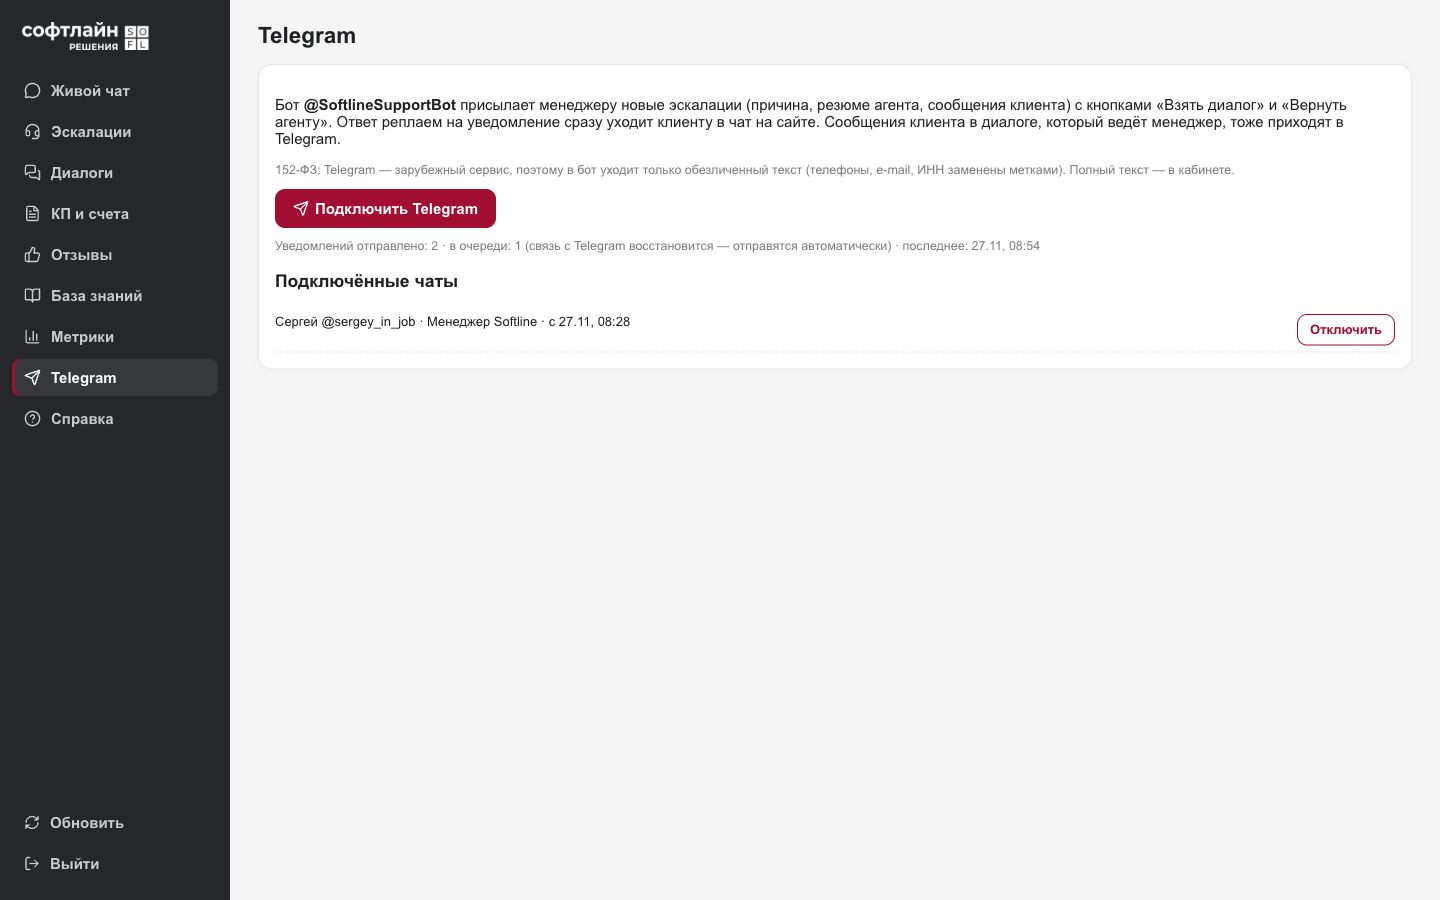 софтлайн
РЕШЕНИЯ
SO
FL
Живой чат
Эскалации
Диалоги
КП и счета
Отзывы
База знаний
Метрики
Telegram
Справка
Обновить
Выйти
Telegram
Бот @SoftlineSupportBot присылает менеджеру новые эскалации (причина, резюме агента, сообщения клиента) с кнопками «Взять диалог» и «Вернуть
агенту». Ответ реплаем на уведомление сразу уходит клиенту в чат на сайте. Сообщения клиента в диалоге, который ведёт менеджер, тоже приходят в
Telegram.
152-ФЗ: Telegram — зарубежный сервис, поэтому в бот уходит только обезличенный текст (телефоны, e-mail, ИНН заменены метками). Полный текст — в кабинете.
Подключить Telegram
Уведомлений отправлено: 2 · в очереди: 1 (связь с Telegram восстановится — отправятся автоматически) · последнее: 27.11, 08:54
Подключённые чаты
Сергей @sergey_in_job · Менеджер Softline · с 27.11, 08:28
Отключить